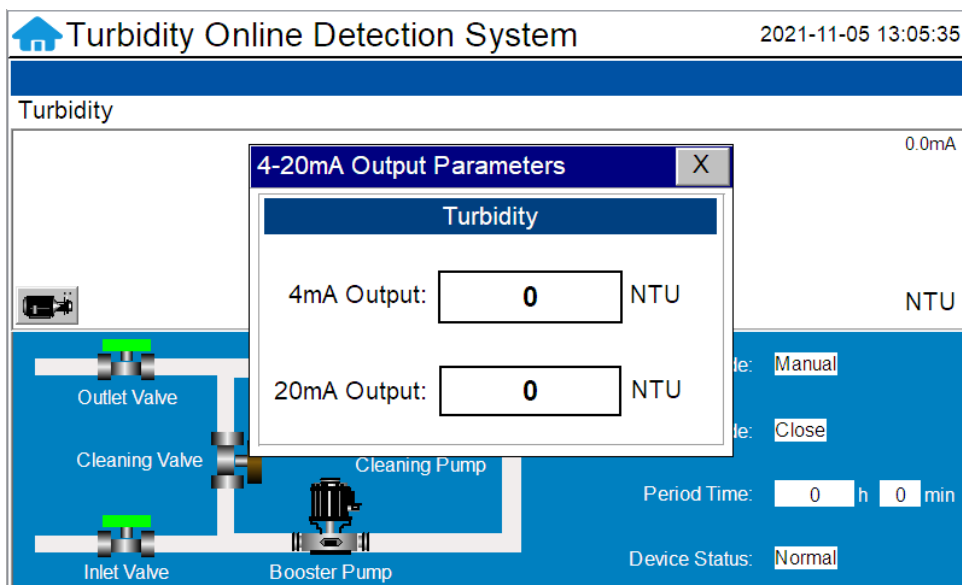 Turbidity Online Detection System 2021-11-05 13:05:35
Turbidity
0.0mA
4-20mA Output Parameters X
Turbidity
4mA Output: 0 NTU
NTU
20mA Output: 0 NTU
de: Manual
Outlet Valve
de: Close
Cleaning Valve
Cleaning Pump
Period Time: 0 h 0 min
Device Status: Normal
Inlet Valve
Booster Pump